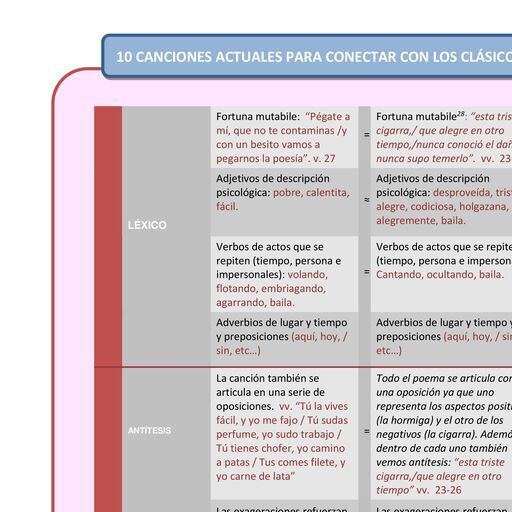 10 CANCIONES ACTUALES PARA CONECTAR CON LOS CLÁSICO
LÉXICO
Fortuna mutabile: “Pégate a
mí, que no te contaminas /y
con un besito vamos a
pegarnos la poesía”. v. 27
=
Fortuna mutabile28: “esta tris
cigarra,/ que alegre en otro
tiempo,/nunca conoció el dañ
nunca supo temerlo”. vv. 23
Adjetivos de descripción
psicológica: pobre, calentita,
fácil.
≈
Adjetivos de descripción
psicológica: desproveída, trist
alegre, codiciosa, holgazana,
alegremente, baila.
Verbos de actos que se
repiten (tiempo, persona e
impersonales): volando,
flotando, embriagando,
agarrando, baila.
=
Verbos de actos que se repite
(tiempo, persona e imperson
Cantando, ocultando, baila.
Adverbios de lugar y tiempo
y preposiciones (aquí, hoy, /
sin, etc…)
Adverbios de lugar y tiempo y
preposiciones (aquí, hoy, / sin
etc…)
ANTÍTESIS
La canción también se
articula en una serie de
oposiciones. vv. “Tú la vives
fácil, y yo me fajo / Tú sudas
perfume, yo sudo trabajo /
Tú tienes chofer, yo camino
a patas / Tus comes filete, y
yo carne de lata”
=
Todo el poema se articula con
una oposición ya que uno
representa los aspectos positi
(la hormiga) y el otro de los
negativos (la cigarra). Ademá
dentro de cada uno también
vemos antítesis: “esta triste
cigarra,/que alegre en otro
tiempo” vv. 23-26
Las exageraciones refuerzan
Las exageraciones refuerzan